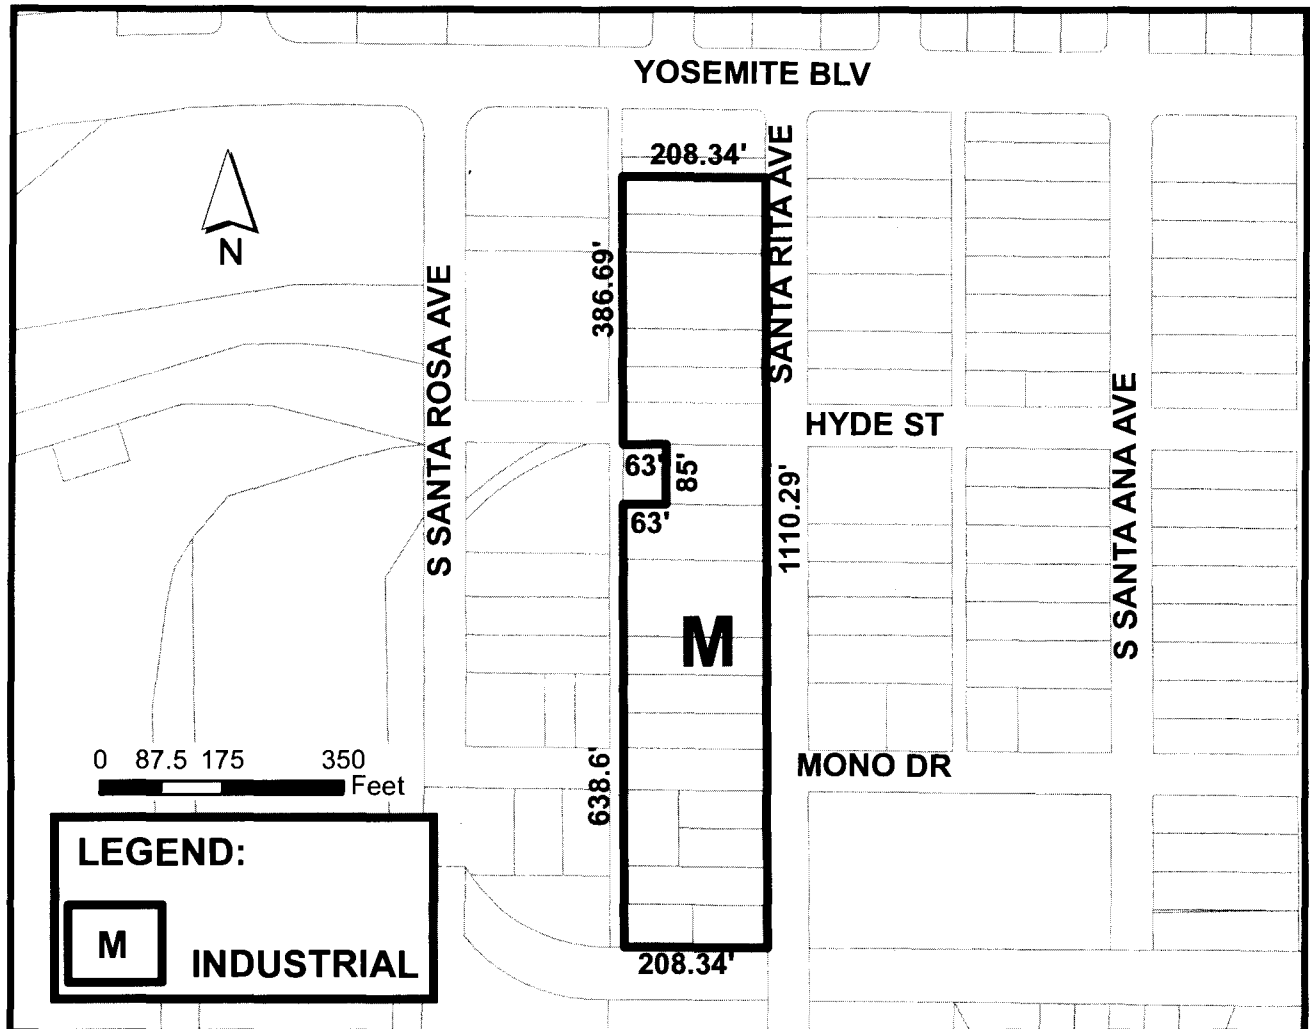 YOSEMITE BLV
208.34'
SANTA RITA AVE
N
386.69'
S SANTA ROSA AVE
HYDE ST
S SANTA ANA AVE
63'
85'
63'
1110.29'
M
638.6'
MONO DR
0 87.5 175 350
Feet
208.34'
LEGEND:
M
INDUSTRIAL